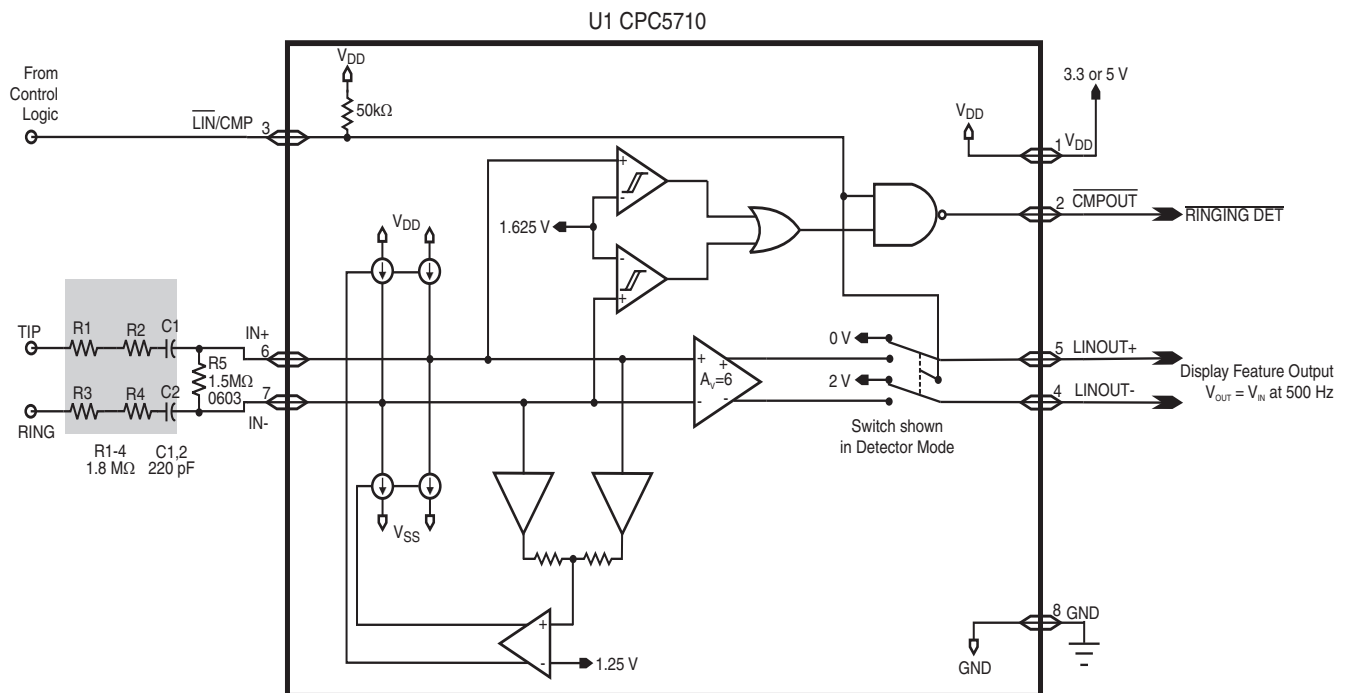 U1 CPC5710
From
Control
Logic
LIN/CMP
3
VDD
50kΩ
3.3 or 5 V
VDD
1
VDD
2
CMPOUT
RINGING DET
+
-
1.625 V
-
+
VDD
TIP
R1
R2
C1
IN+
6
R5
1.5MΩ
0603
R3
R4
C2
7
IN-
RING
R1-4
1.8 MΩ
C1,2
220 pF
+
+
Av=6
-
-
0 V
2 V
5
LINOUT+
4
LINOUT-
Display Feature Output
VOUT = VIN at 500 Hz
Switch shown
in Detector Mode
VSS
+
-
1.25 V
8
GND
GND